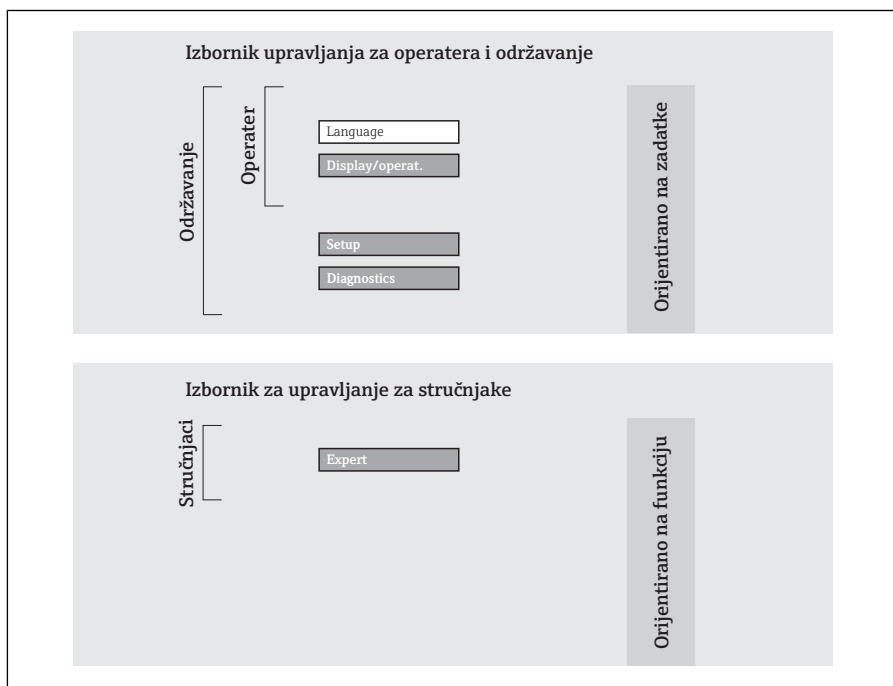 Izbornik upravljanja za operatera i održavanje
Održavanje
Operater
Language
Display/operat.
Setup
Diagnostics
Orijentirano na zadatke
Izbornik za upravljanje za stručnjake
Stručnjaci
Expert
Orijentirano na funkciju